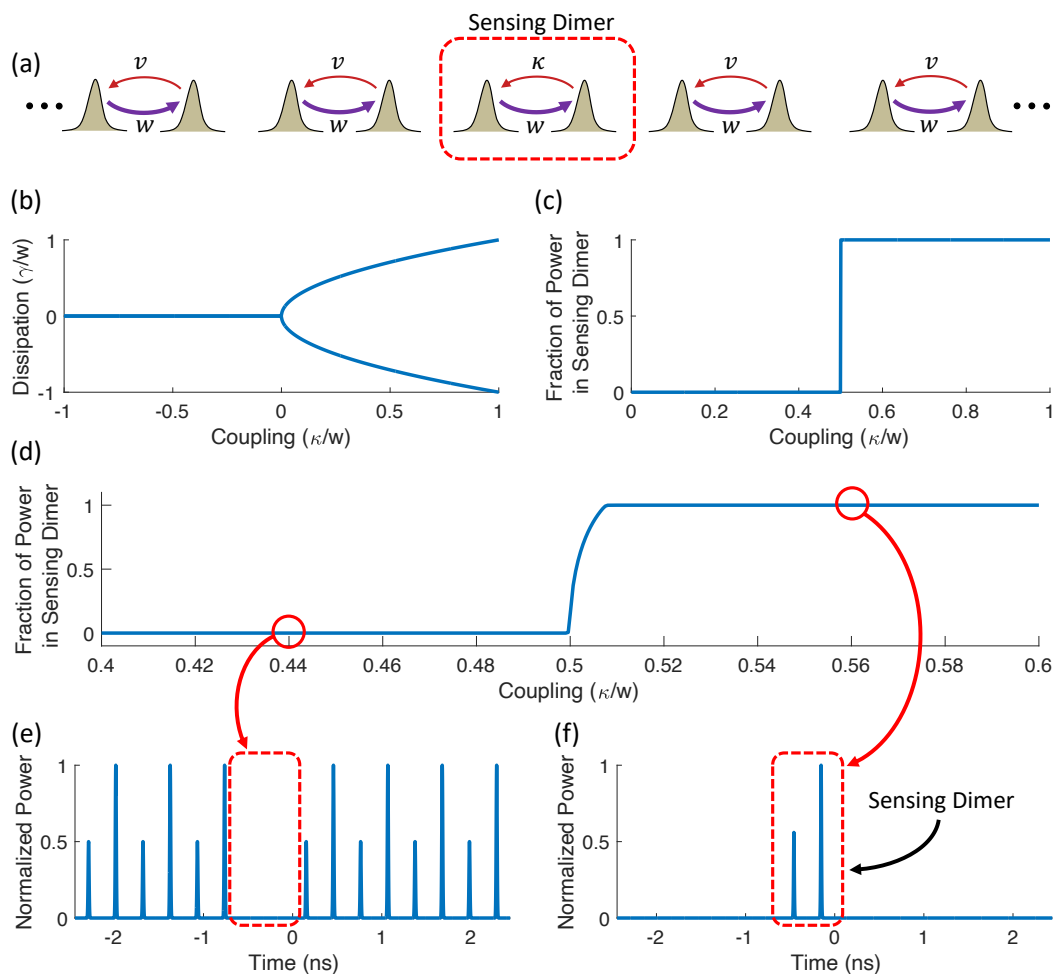 Sensing Dimer
(a)
v v κ v v
w w w w w
(b)
Dissipation (γ/w)
1
0
-1
-1 -0.5 0 0.5 1
Coupling (κ/w)
(c)
Fraction of Power
in Sensing Dimer
1
0.5
0
0 0.2 0.4 0.6 0.8 1
Coupling (κ/w)
(d)
Fraction of Power
in Sensing Dimer
1
0.5
0
0.4 0.42 0.44 0.46 0.48 0.5 0.52 0.54 0.56 0.58 0.6
Coupling (κ/w)
(e)
Normalized Power
1
0.5
0
-2 -1 0 1 2
Time (ns)
(f)
Normalized Power
1
0.5
0
Sensing Dimer
-2 -1 0 1 2
Time (ns)